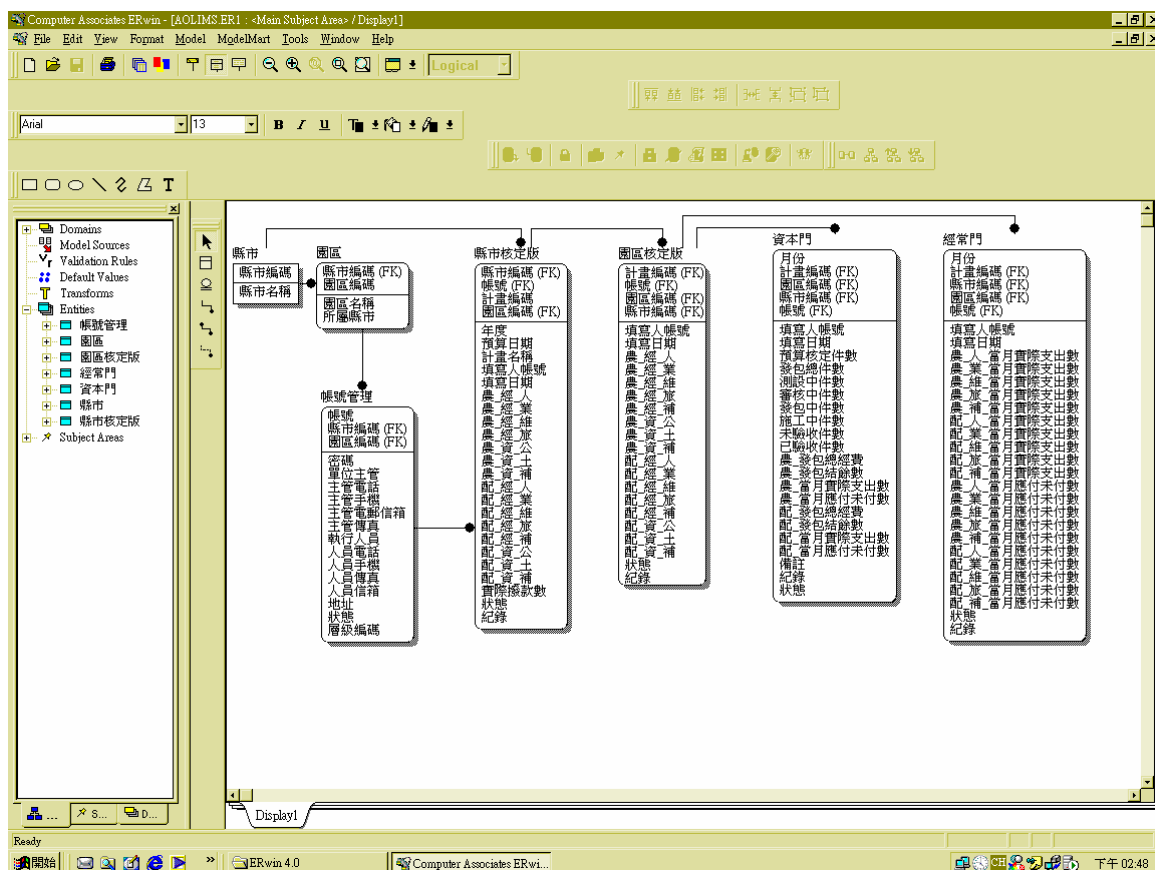 Computer Associates ERwin - [AOLIMS.ER1 : <Main Subject Area> / Display1]
File Edit View Format Model ModelMart Tools Window Help
Logical
Arial 13 B I U
Domains
Model Sources
Validation Rules
Default Values
Transforms
Entities
帳號管理
園區
園區核定版
經常門
資本門
縣市
縣市核定版
Subject Areas
縣市
縣市編碼
縣市名稱
園區
縣市編碼 (FK)
園區編碼
園區名稱
所屬縣市
帳號管理
帳號
縣市編碼 (FK)
園區編碼 (FK)
密碼
單位主管
主管電話
主管手機
主管電郵信箱
主管傳真
執行人員
人員電話
人員手機
人員傳真
人員信箱
地址
狀態
層級編碼
縣市核定版
縣市編碼 (FK)
帳號 (FK)
計畫編碼
園區編碼 (FK)
年度
預算日期
計畫名稱
填寫人帳號
填寫日期
農_經_人
農_經_業
農_經_維
農_經_旅
農_經_補
農_資_公
農_資_土
農_資_補
配_經_人
配_經_業
配_經_維
配_經_旅
配_經_補
配_資_公
配_資_土
配_資_補
實際撥款數
狀態
紀錄
園區核定版
計畫編碼 (FK)
帳號 (FK)
園區編碼 (FK)
縣市編碼 (FK)
填寫人帳號
填寫日期
農_經_人
農_經_業
農_經_維
農_經_旅
農_經_補
農_資_公
農_資_土
農_資_補
配_經_人
配_經_業
配_經_維
配_經_旅
配_經_補
配_資_公
配_資_土
配_資_補
狀態
紀錄
資本門
月份
計畫編碼 (FK)
園區編碼 (FK)
縣市編碼 (FK)
帳號 (FK)
填寫人帳號
填寫日期
預算核定件數
發包總件數
測設中件數
審核中件數
發包中件數
施工中件數
未驗收件數
已驗收件數
農_發包總經費
農_發包結餘數
農_當月實際支出數
農_當月應付未付數
配_發包總經費
配_發包結餘數
配_當月實際支出數
配_當月應付未付數
備註
紀錄
狀態
經常門
月份
計畫編碼 (FK)
園區編碼 (FK)
縣市編碼 (FK)
帳號 (FK)
填寫人帳號
填寫日期
農_人_當月實際支出數
農_業_當月實際支出數
農_維_當月實際支出數
農_旅_當月實際支出數
農_補_當月實際支出數
配_人_當月實際支出數
配_業_當月實際支出數
配_維_當月實際支出數
配_旅_當月實際支出數
配_補_當月實際支出數
農_人_當月應付未付數
農_業_當月應付未付數
農_維_當月應付未付數
農_旅_當月應付未付數
農_補_當月應付未付數
配_人_當月應付未付數
配_業_當月應付未付數
配_維_當月應付未付數
配_旅_當月應付未付數
配_補_當月應付未付數
狀態
紀錄
... S... D...
Display1
Ready
開始 » ERwin 4.0 Computer Associates ERwi... CH 下午 02:48